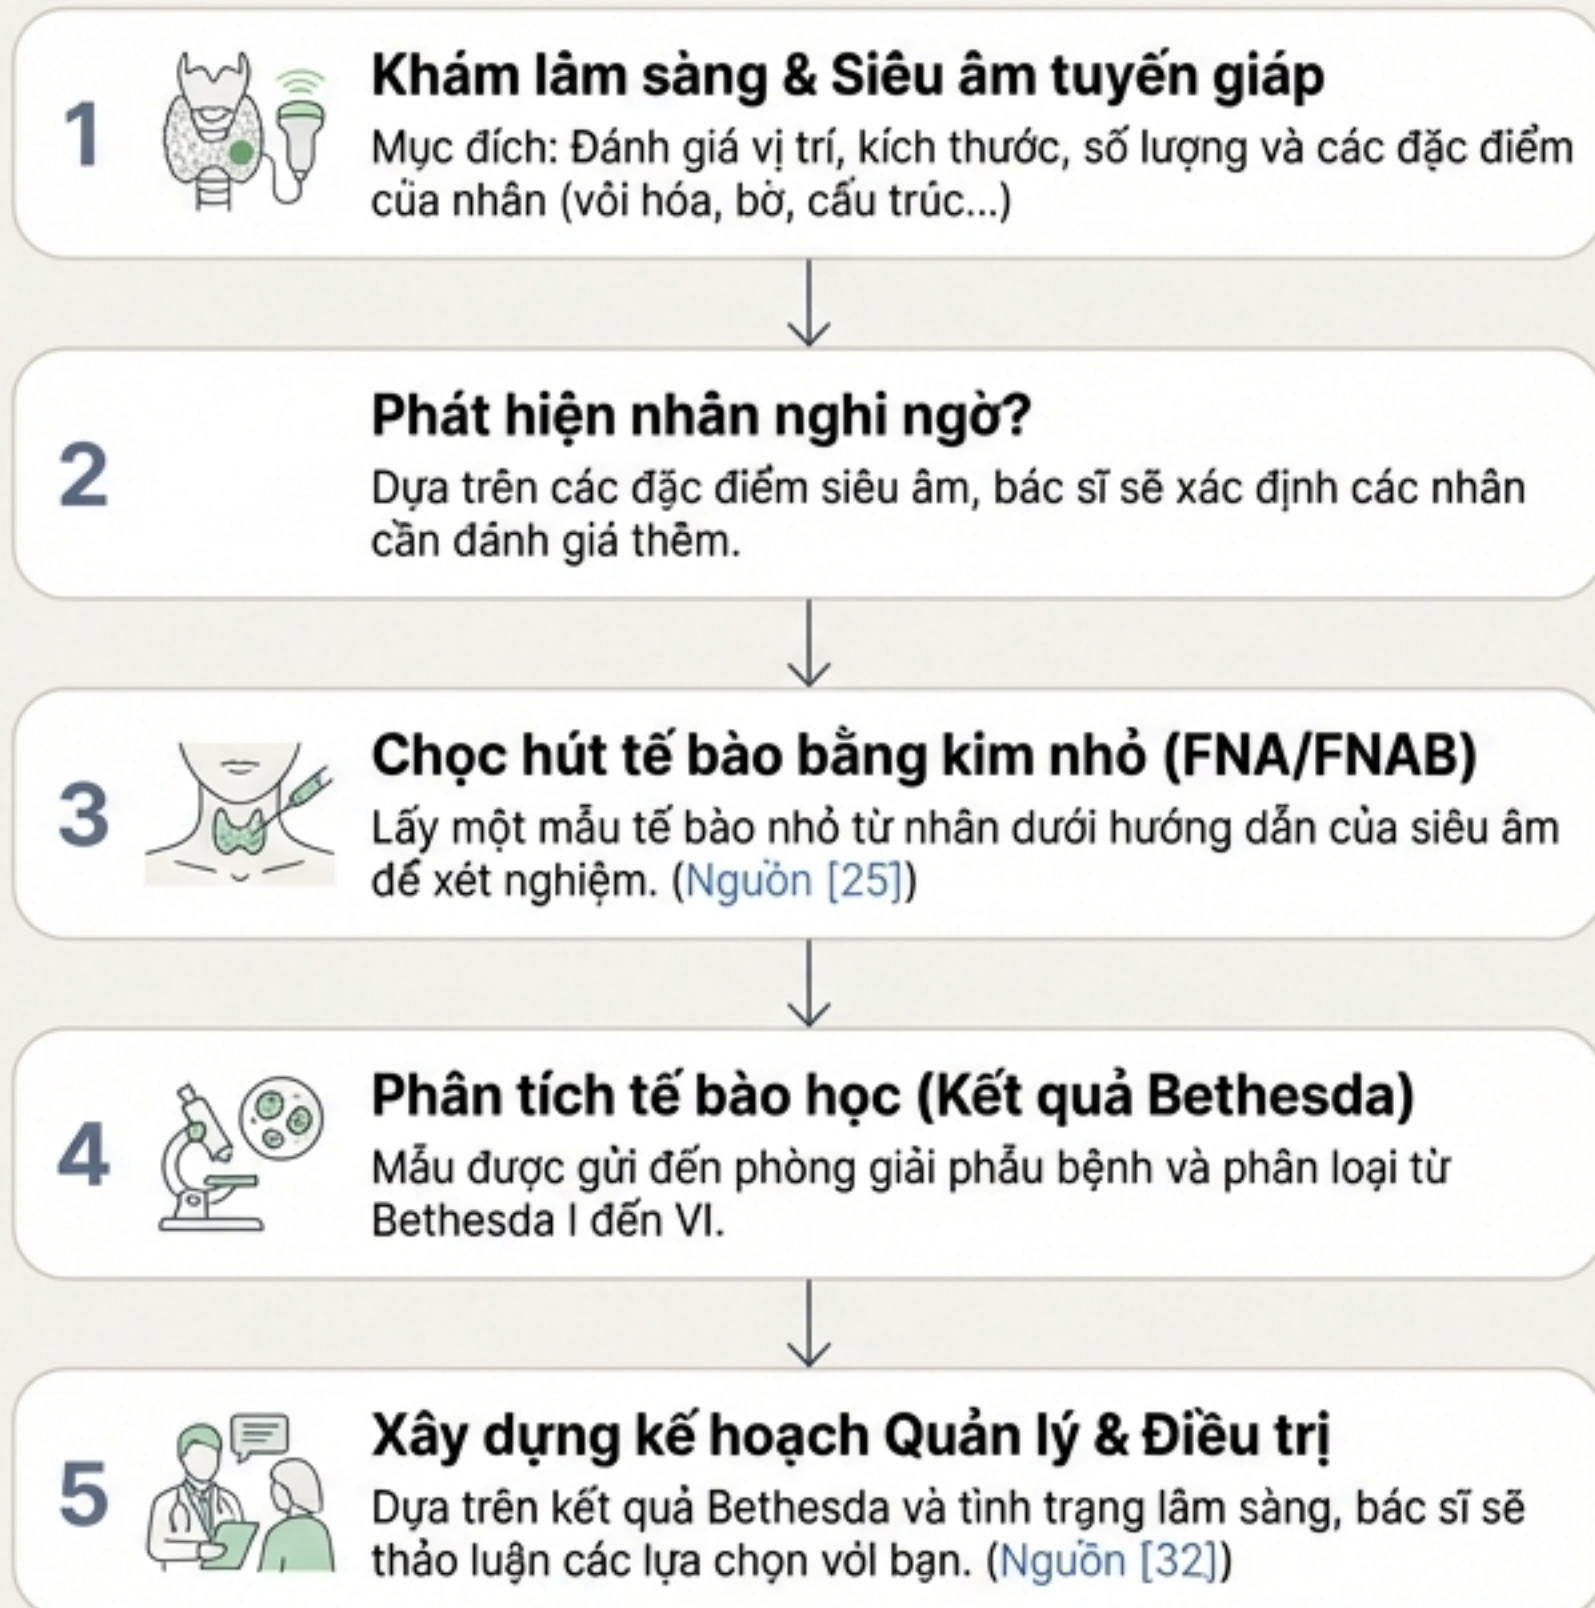 1
Khám lâm sàng & Siêu âm tuyến giáp
Mục đích: Đánh giá vị trí, kích thước, số lượng và các đặc điểm
của nhân (vôi hóa, bờ, cấu trúc...)
2
Phát hiện nhân nghi ngờ?
Dựa trên các đặc điểm siêu âm, bác sĩ sẽ xác định các nhân
cần đánh giá thêm.
3
Chọc hút tế bào bằng kim nhỏ (FNA/FNAB)
Lấy một mẫu tế bào nhỏ từ nhân dưới hướng dẫn của siêu âm
để xét nghiệm. (Nguồn [25])
4
Phân tích tế bào học (Kết quả Bethesda)
Mẫu được gửi đến phòng giải phẫu bệnh và phân loại từ
Bethesda I đến VI.
5
Xây dựng kế hoạch Quản lý & Điều trị
Dựa trên kết quả Bethesda và tình trạng lâm sàng, bác sĩ sẽ
thảo luận các lựa chọn với bạn. (Nguồn [32])